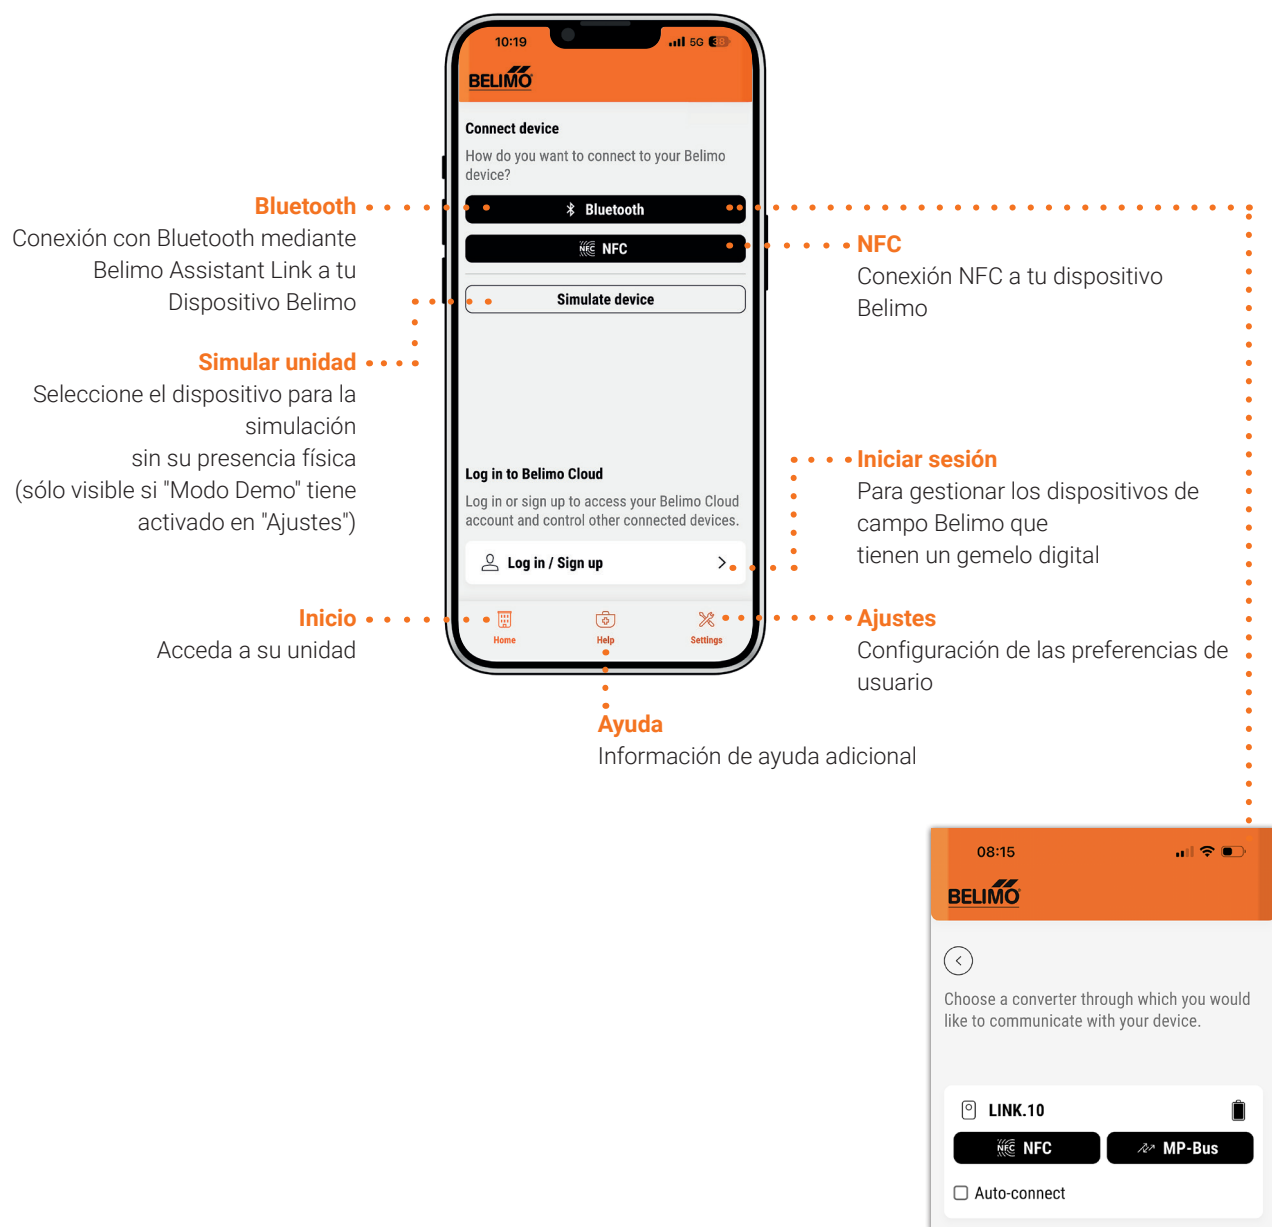 10:19
5G 38
BELIMO
Connect device
How do you want to connect to your Belimo
device?
Bluetooth
NFC
NFC
Simulate device
Log in to Belimo Cloud
Log in or sign up to access your Belimo Cloud
account and control other connected devices.
Log in / Sign up
Home
Help
Settings
Bluetooth
Conexión con Bluetooth mediante
Belimo Assistant Link a tu
Dispositivo Belimo
Simular unidad
Seleccione el dispositivo para la
simulación
sin su presencia física
(sólo visible si "Modo Demo" tiene
activado en "Ajustes")
Inicio
Acceda a su unidad
NFC
Conexión NFC a tu dispositivo
Belimo
Iniciar sesión
Para gestionar los dispositivos de
campo Belimo que
tienen un gemelo digital
Ajustes
Configuración de las preferencias de
usuario
Ayuda
Información de ayuda adicional
08:15
BELIMO
Choose a converter through which you would
like to communicate with your device.
LINK.10
NFC
NFC
MP-Bus
Auto-connect